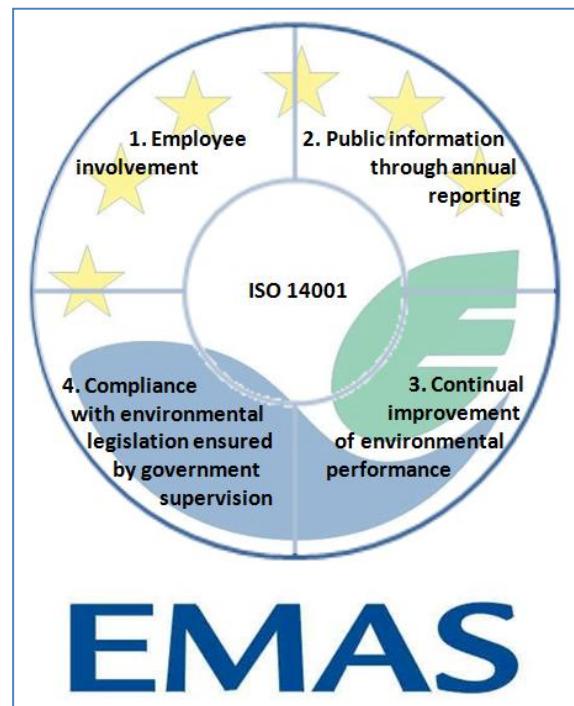 1. Employee
involvement
2. Public information
through annual
reporting
ISO 14001
4. Compliance
with environmental
legislation ensured
by government
supervision
3. Continual
improvement
of environmental
performance
EMAS